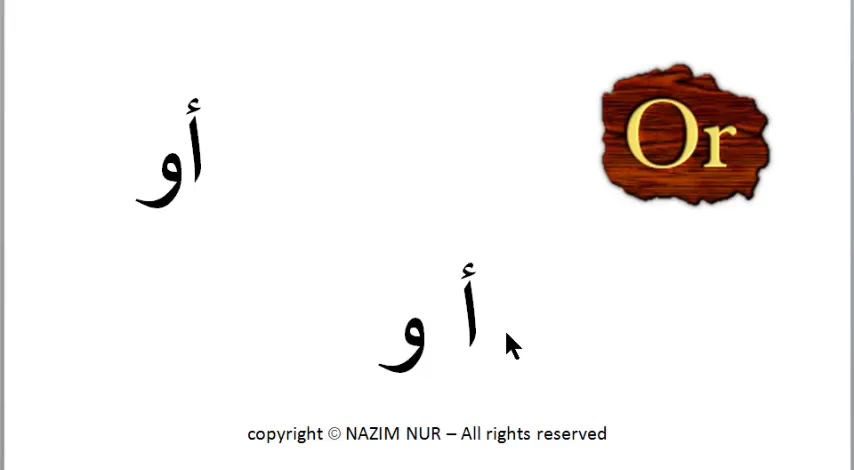 Or
أو
أ و
copyright © NAZIM NUR – All rights reserved